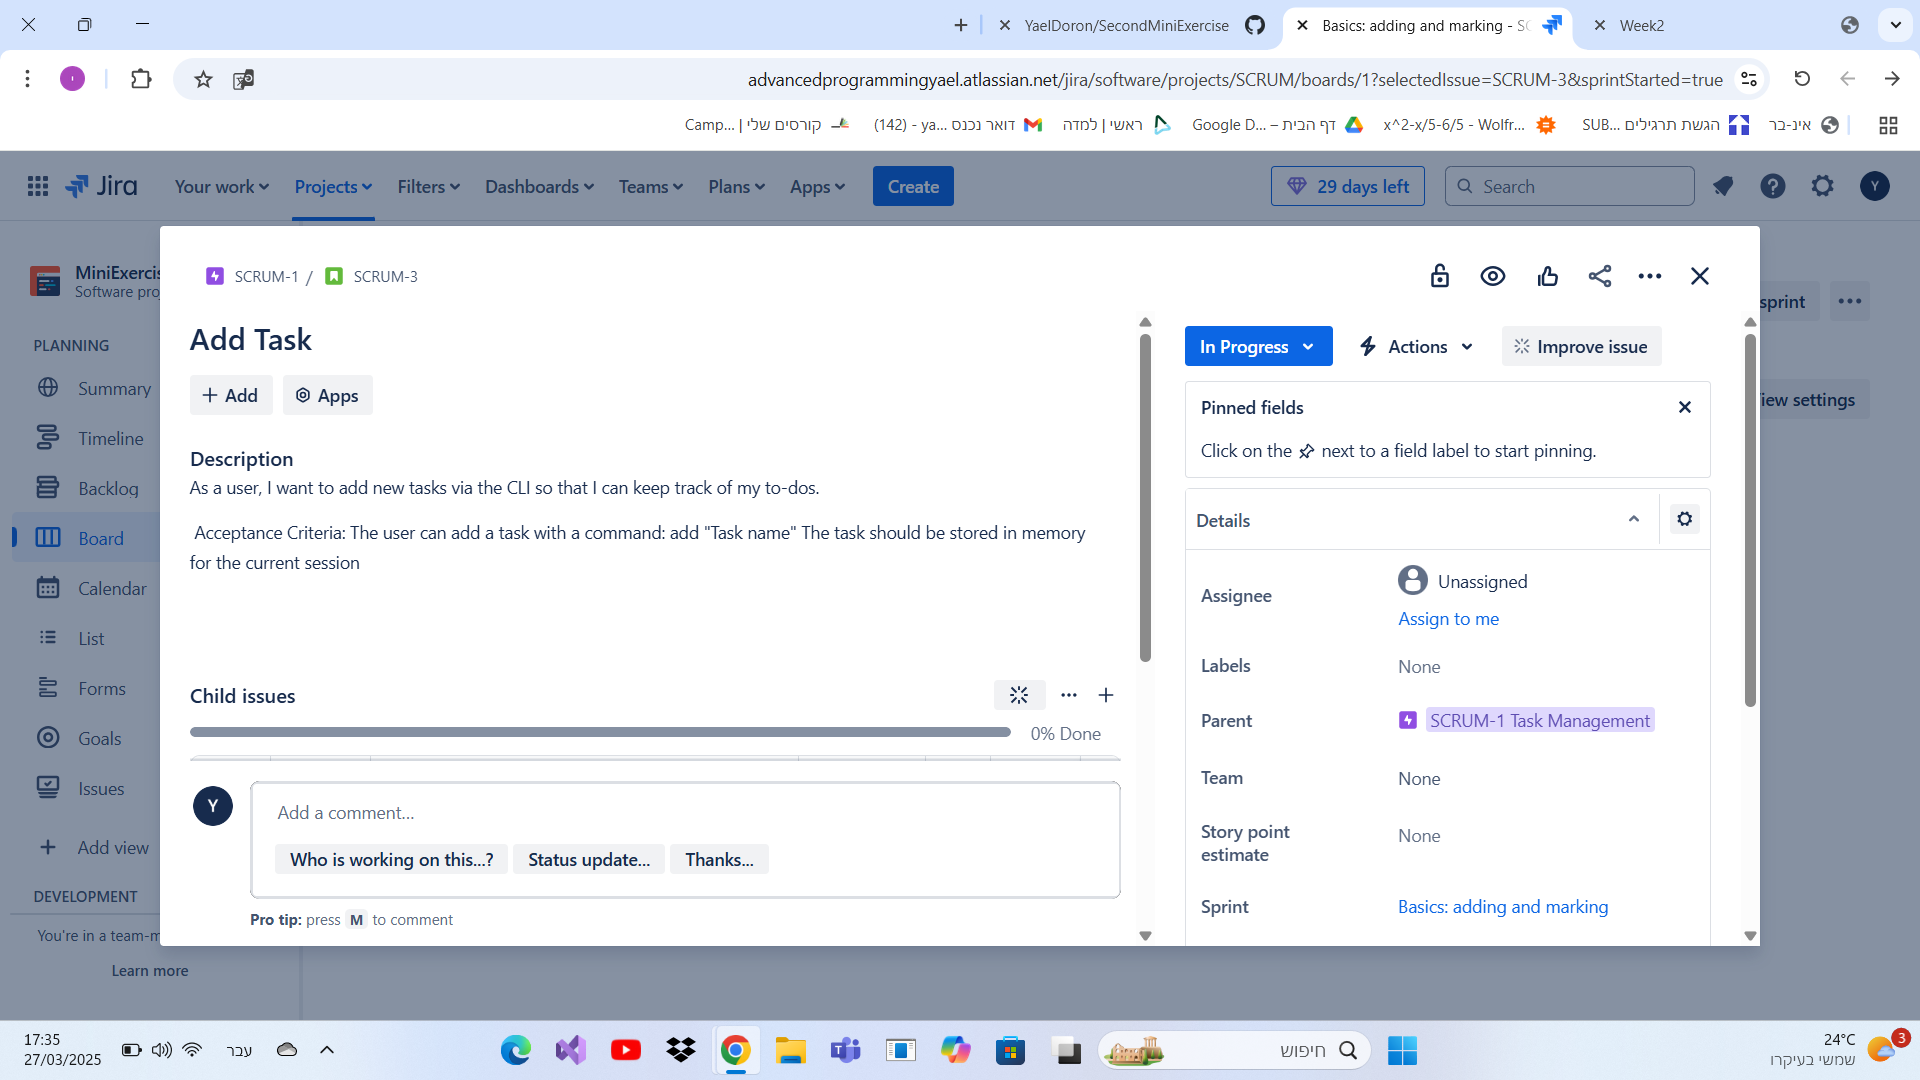 YaelDoron/SecondMiniExercise
Basics: adding and marking - SC
Week2
advancedprogrammingyael.atlassian.net/jira/software/projects/SCRUM/boards/1?selectedIssue=SCRUM-3&sprintStarted=true
קורסים שלי | Camp...
דואר נכנס (142) - ya...
ראשי | למדה
דף הבית – Google D...
x^2-x/5-6/5 - Wolfr...
הגשת תרגילים SUB...
אינ-בר
Jira
Your work
Projects
Filters
Dashboards
Teams
Plans
Apps
Create
29 days left
Search
Y
MiniExercis
Software proj
PLANNING
Summary
Timeline
Backlog
Board
Calendar
List
Forms
Goals
Issues
Add view
DEVELOPMENT
You're in a team-m
Learn more
sprint
iew settings
SCRUM-1 / SCRUM-3
Add Task
Add
Apps
Description
As a user, I want to add new tasks via the CLI so that I can keep track of my to-dos.
Acceptance Criteria: The user can add a task with a command: add "Task name" The task should be stored in memory
for the current session
Child issues
0% Done
Y
Add a comment...
Who is working on this...?
Status update...
Thanks...
Pro tip: press M to comment
In Progress
Actions
Improve issue
Pinned fields
Click on the next to a field label to start pinning.
Details
Assignee
Unassigned
Assign to me
Labels
None
Parent
SCRUM-1 Task Management
Team
None
Story point
estimate
None
Sprint
Basics: adding and marking
17:35
27/03/2025
עבר
חיפוש
24°C
שמשי בעיקרו
3